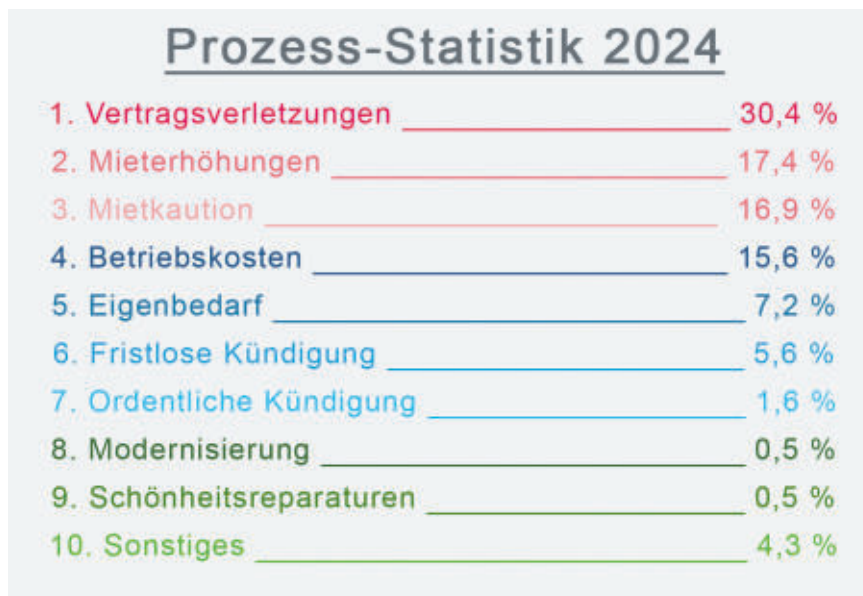 Prozess-Statistik 2024
1. Vertragsverletzungen 30,4 %
2. Mieterhöhungen 17,4 %
3. Mietkaution 16,9 %
4. Betriebskosten 15,6 %
5. Eigenbedarf 7,2 %
6. Fristlose Kündigung 5,6 %
7. Ordentliche Kündigung 1,6 %
8. Modernisierung 0,5 %
9. Schönheitsreparaturen 0,5 %
10. Sonstiges 4,3 %